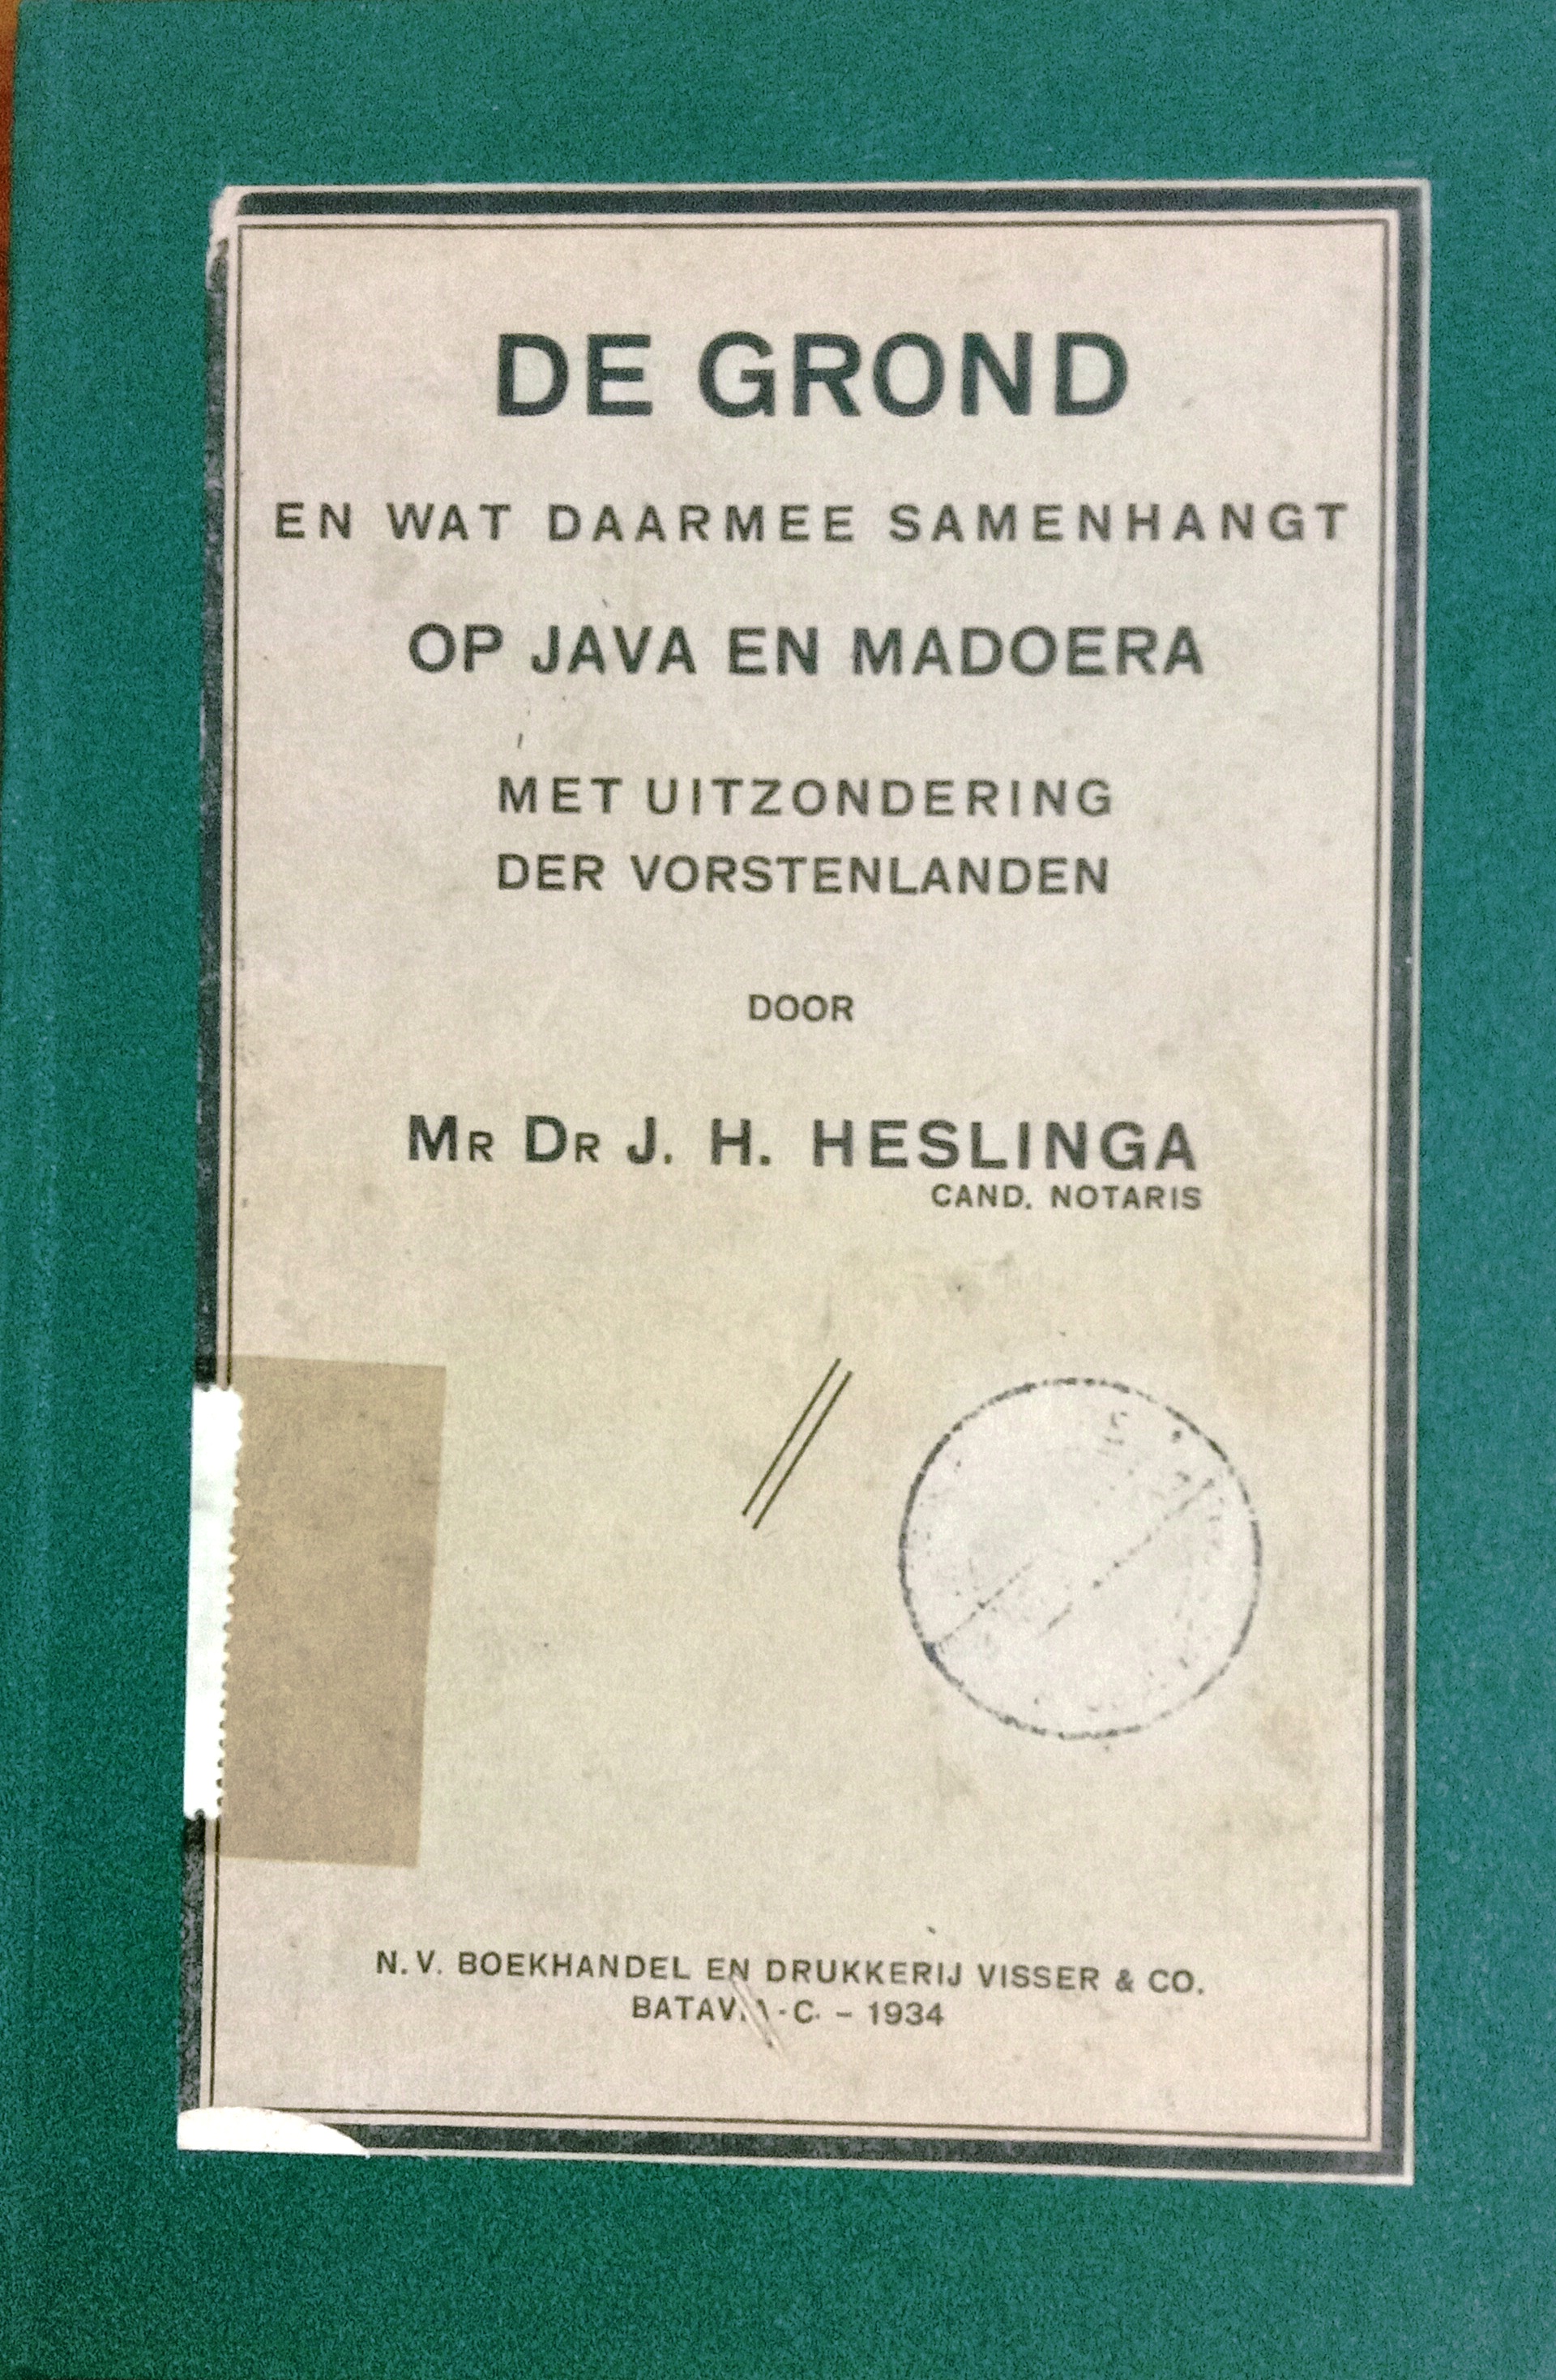 DE GROND
EN WAT DAARMEE SAMENHANGT
OP JAVA EN MADOERA
MET UITZONDERING
DER VORSTENLANDEN
DOOR
MR DR J. H. HESLINGA
CAND. NOTARIS
N. V. BOEKHANDEL EN DRUKKERIJ VISSER & CO.
BATAVIA-C. – 1934